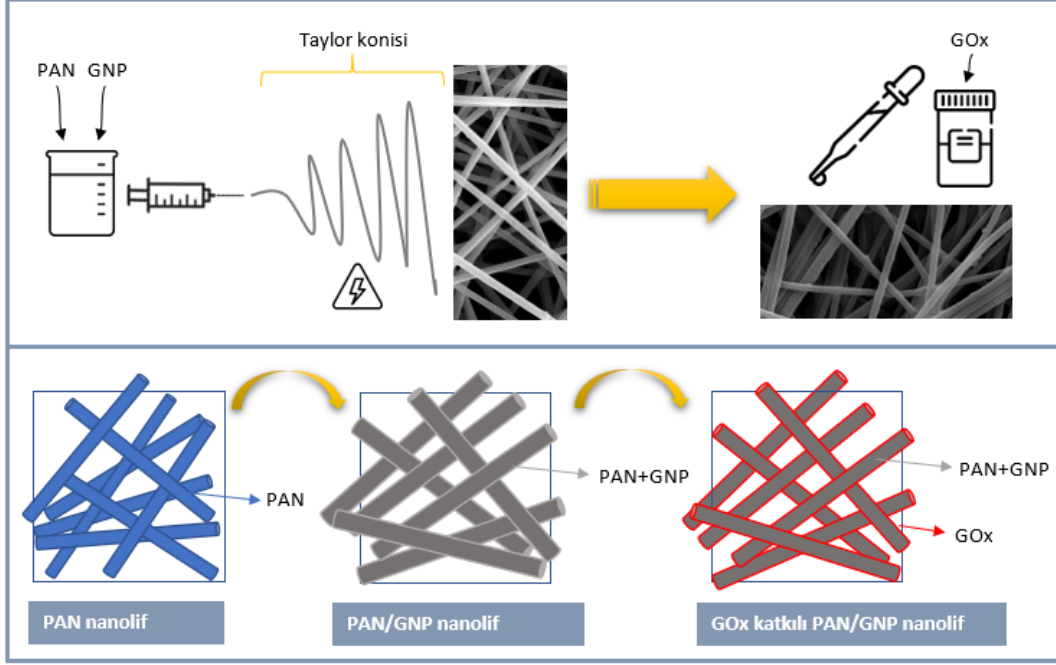 Taylor konisi
GOx
PAN GNP
PAN
PAN+GNP
PAN+GNP
GOx
PAN nanolif
PAN/GNP nanolif
GOx katkılı PAN/GNP nanolif